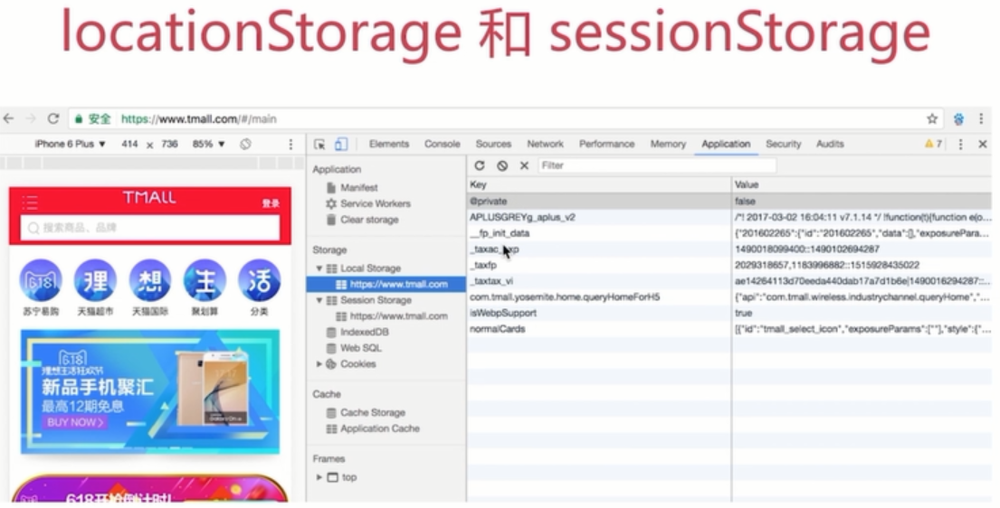 locationStorage 和 sessionStorage
安全 https://www.tmall.com/#/main
iPhone 6 Plus ▼ 414 × 736 85% ▼
Elements Console Sources Network Performance Memory Application Security Audits 7
Filter
Application
Manifest
Service Workers
Clear storage
Storage
Local Storage
https://www.tmall.com
Session Storage
https://www.tmall.com
IndexedDB
Web SQL
Cookies
Cache
Cache Storage
Application Cache
Frames
top
Key Value
@private false
APLUSGREYg_aplus_v2 /*! 2017-03-02 16:04:11 v7.1.14 */ !function(t){function e(o...
__fp_init_data {"201602265":{"id":"201602265","data":[],"exposurePara...
1490018099400::1490102694287
_taxfp 2029318657,1183996882::1515928435022
_taxtax_vi ae14264113d70eeda440dab17a7d1b6e|1490016294287::...
com.tmall.yosemite.home.queryHomeForH5 {"api":"com.tmall.wireless.industrychannel.queryHome","...
isWebpSupport true
normalCards [{"id":"tmall_select_icon","exposureParams":[""],"style":{"...
TMALL
登录
搜索商品、品牌
618 理 想 生 活
苏宁易购 天猫超市 天猫国际 聚划算 分类
618
理想生活狂欢节
新品手机聚汇
最高12期免息
BUY NOW >